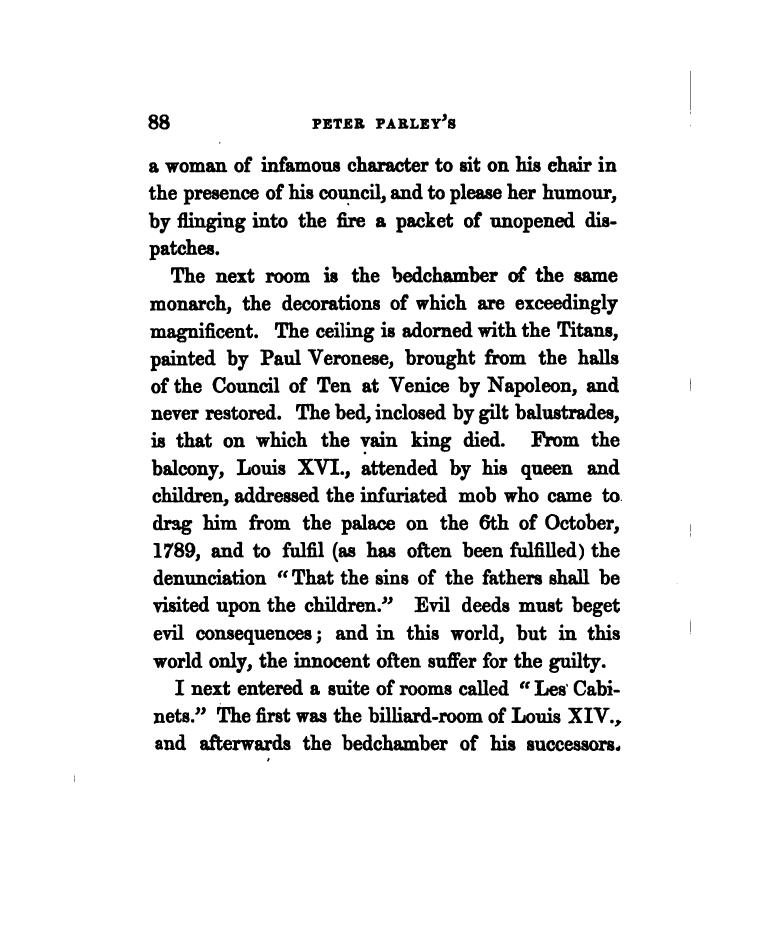 88 PETER PARLEY'S
a woman of infamous character to sit on his chair in
the presence of his council, and to please her humour,
by flinging into the fire a packet of unopened dis-
patches.
The next room is the bedchamber of the same
monarch, the decorations of which are exceedingly
magnificent. The ceiling is adorned with the Titans,
painted by Paul Veronese, brought from the halls
of the Council of Ten at Venice by Napoleon, and
never restored. The bed, inclosed by gilt balustrades,
is that on which the vain king died. From the
balcony, Louis XVI., attended by his queen and
children, addressed the infuriated mob who came to
drag him from the palace on the 6th of October,
1789, and to fulfil (as has often been fulfilled) the
denunciation "That the sins of the fathers shall be
visited upon the children." Evil deeds must beget
evil consequences; and in this world, but in this
world only, the innocent often suffer for the guilty.
I next entered a suite of rooms called "Les Cabi-
nets." The first was the billiard-room of Louis XIV.,
and afterwards the bedchamber of his successors.